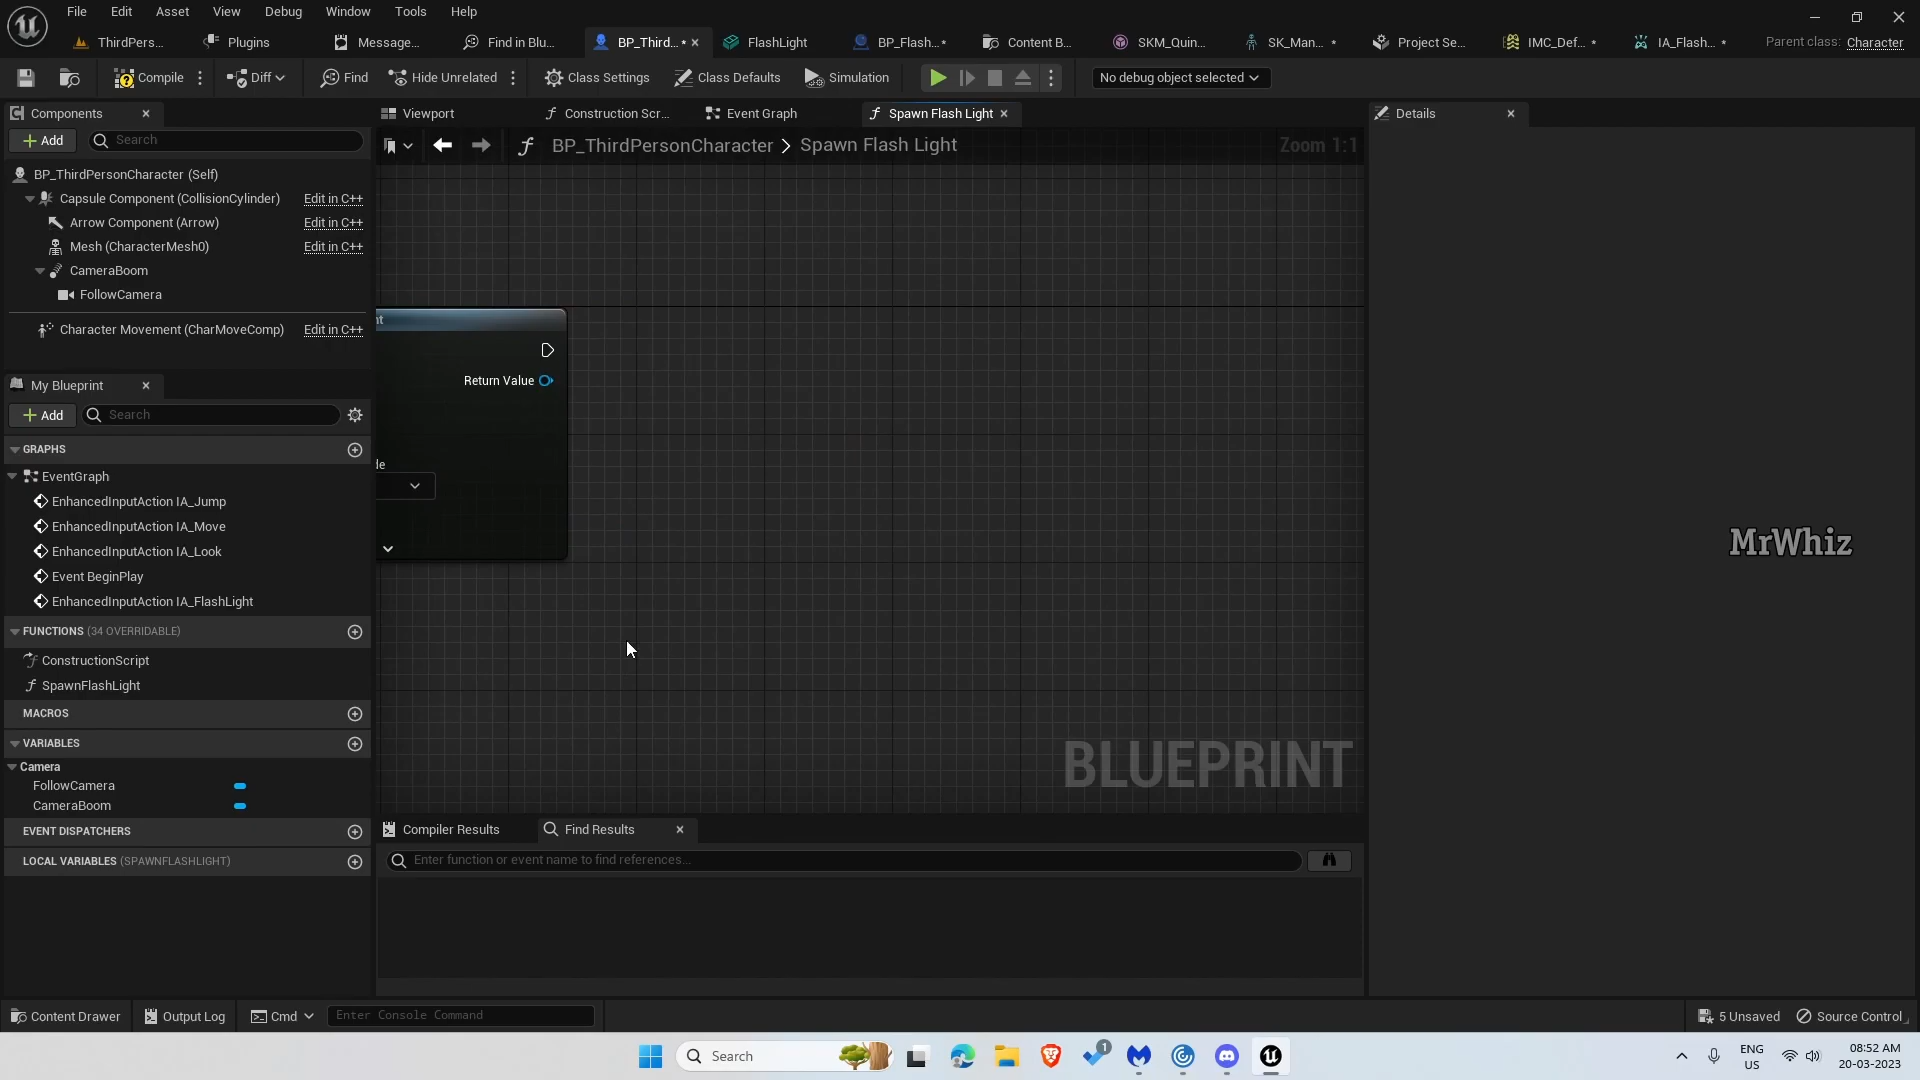 File Edit Asset View Debug Window Tools Help
ThirdPers... Plugins Message... Find in Blu... BP_Third... • FlashLight BP_Flash...• Content B... SKM_Quin... SK_Man... • Project Se... IMC_Def... • IA_Flash... • Parent class: Character
Compile Diff Find Hide Unrelated Class Settings Class Defaults Simulation No debug object selected
Components
Add Search
BP_ThirdPersonCharacter (Self)
Capsule Component (CollisionCylinder) Edit in C++
Arrow Component (Arrow) Edit in C++
Mesh (CharacterMesh0) Edit in C++
CameraBoom
FollowCamera
Character Movement (CharMoveComp) Edit in C++
My Blueprint
Add Search
GRAPHS
EventGraph
EnhancedInputAction IA_Jump
EnhancedInputAction IA_Move
EnhancedInputAction IA_Look
Event BeginPlay
EnhancedInputAction IA_FlashLight
FUNCTIONS (34 OVERRIDABLE)
ConstructionScript
SpawnFlashLight
MACROS
VARIABLES
Camera
FollowCamera
CameraBoom
EVENT DISPATCHERS
LOCAL VARIABLES (SPAWNFLASHLIGHT)
Viewport Construction Scr... Event Graph Spawn Flash Light
BP_ThirdPersonCharacter > Spawn Flash Light Zoom 1:1
nt
Return Value
de
BLUEPRINT
Compiler Results Find Results
Enter function or event name to find references...
Details
MrWhiz
Content Drawer Output Log Cmd Enter Console Command 5 Unsaved Source Control
Search 1 ENG US 08:52 AM
20-03-2023